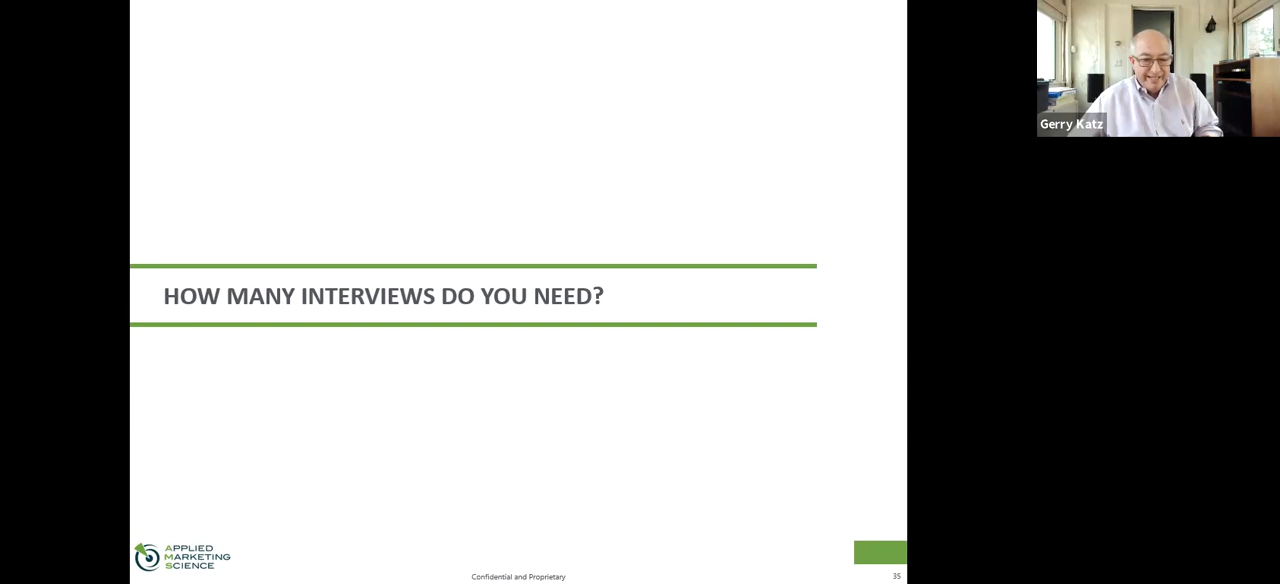 HOW MANY INTERVIEWS DO YOU NEED?
Gerry Katz
APPLIED
MARKETING
SCIENCE
Confidential and Proprietary
35